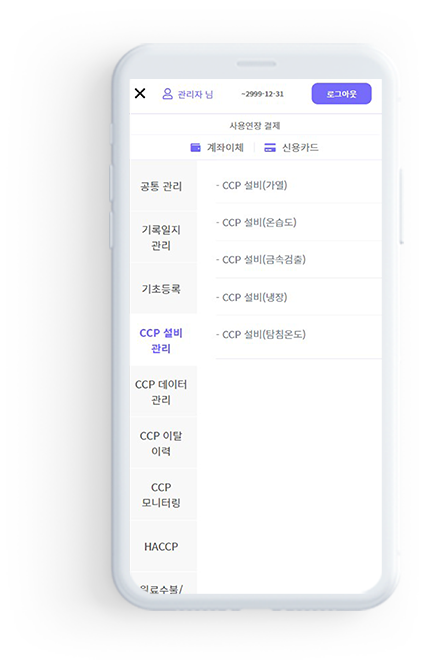 관리자 님
~2999-12-31
로그아웃
사용연장 결제
계좌이체
신용카드
공통 관리
기록일지
관리
기초등록
CCP 설비
관리
CCP 데이터
관리
CCP 이탈
이력
CCP
모니터링
HACCP
원료수불/
- CCP 설비(가열)
- CCP 설비(온습도)
- CCP 설비(금속검출)
- CCP 설비(냉장)
- CCP 설비(탐침온도)